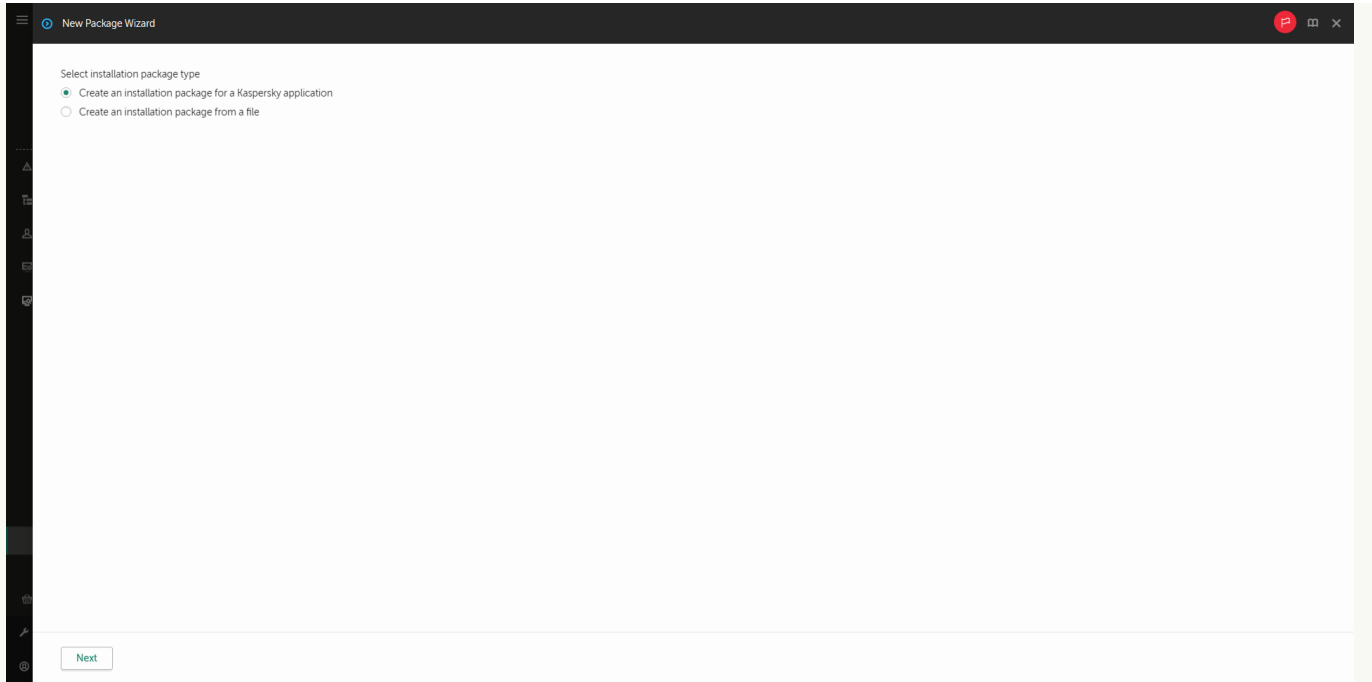 New Package Wizard
Select installation package type
Create an installation package for a Kaspersky application
Create an installation package from a file
Next